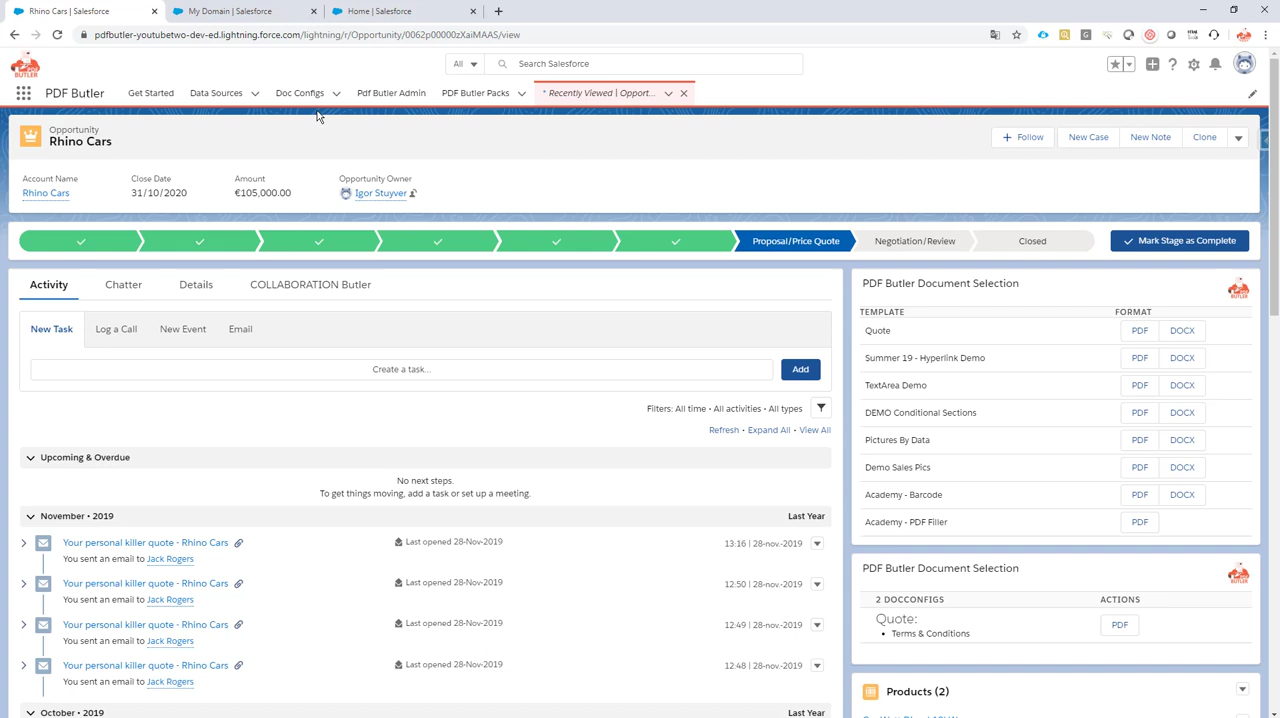 Rhino Cars | Salesforce
My Domain | Salesforce
Home | Salesforce
pdfbutler-youtubetwo-dev-ed.lightning.force.com/lightning/r/Opportunity/0062p00000zXaiMAAS/view
All
Search Salesforce
PDF Butler
Get Started
Data Sources
Doc Configs
Pdf Butler Admin
PDF Butler Packs
* Recently Viewed | Opport...
Opportunity
Rhino Cars
Follow
New Case
New Note
Clone
Account Name
Close Date
Amount
Opportunity Owner
Rhino Cars
31/10/2020
€105,000.00
Igor Stuyver
Proposal/Price Quote
Negotiation/Review
Closed
Mark Stage as Complete
Activity
Chatter
Details
COLLABORATION Butler
New Task
Log a Call
New Event
Email
Create a task...
Add
Filters: All time • All activities • All types
Refresh • Expand All • View All
Upcoming & Overdue
No next steps.
To get things moving, add a task or set up a meeting.
November • 2019
Last Year
Your personal killer quote - Rhino Cars
Last opened 28-Nov-2019
13:16 | 28-nov.-2019
You sent an email to Jack Rogers
Your personal killer quote - Rhino Cars
Last opened 28-Nov-2019
12:50 | 28-nov.-2019
You sent an email to Jack Rogers
Your personal killer quote - Rhino Cars
Last opened 28-Nov-2019
12:49 | 28-nov.-2019
You sent an email to Jack Rogers
Your personal killer quote - Rhino Cars
Last opened 28-Nov-2019
12:48 | 28-nov.-2019
You sent an email to Jack Rogers
October • 2019
Last Year
PDF Butler Document Selection
TEMPLATE
FORMAT
Quote
PDF
DOCX
Summer 19 - Hyperlink Demo
PDF
DOCX
TextArea Demo
PDF
DOCX
DEMO Conditional Sections
PDF
DOCX
Pictures By Data
PDF
DOCX
Demo Sales Pics
PDF
DOCX
Academy - Barcode
PDF
DOCX
Academy - PDF Filler
PDF
PDF Butler Document Selection
2 DOCCONFIGS
ACTIONS
Quote:
• Terms & Conditions
PDF
Products (2)